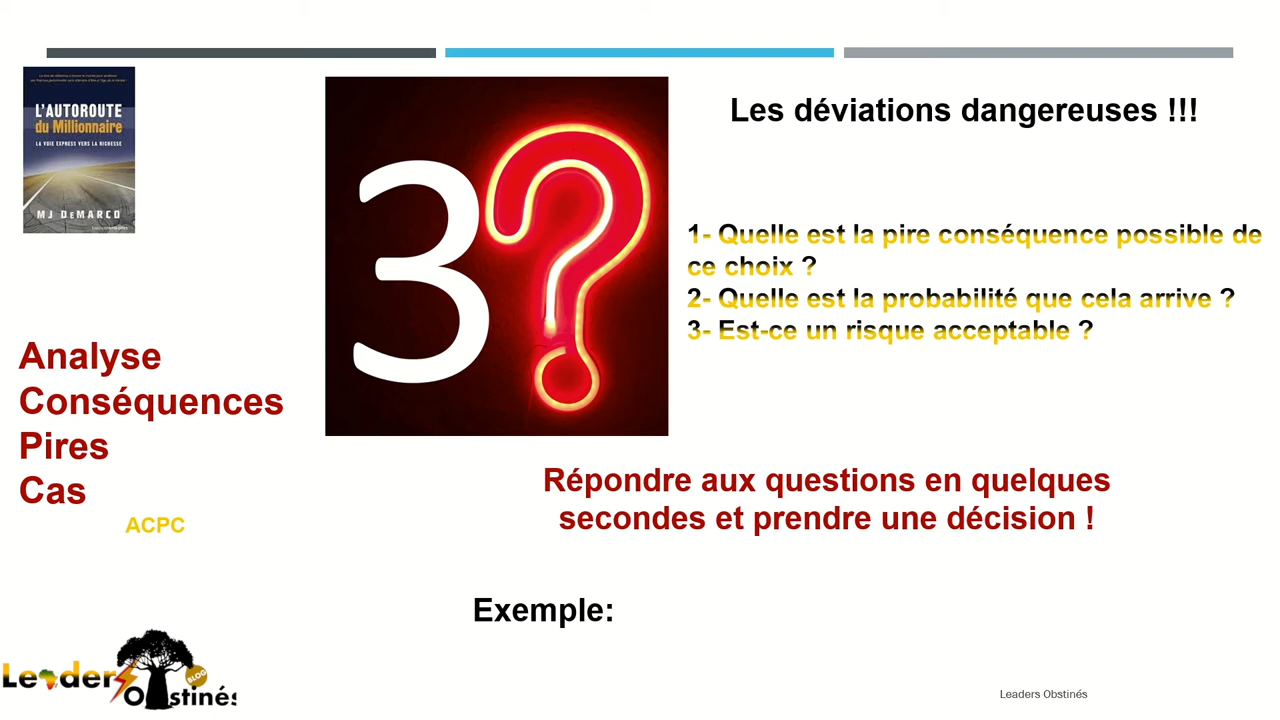 L'AUTOROUTE
du Millionnaire
LA VOIE EXPRESS VERS LA RICHESSE
MJ DEMARCO
3?
Les déviations dangereuses !!!
1- Quelle est la pire conséquence possible de
ce choix ?
2- Quelle est la probabilité que cela arrive ?
3- Est-ce un risque acceptable ?
Analyse
Conséquences
Pires
Cas
ACPC
Répondre aux questions en quelques
secondes et prendre une décision !
Exemple:
Leader
Obstinés
BLOG
Leaders Obstinés